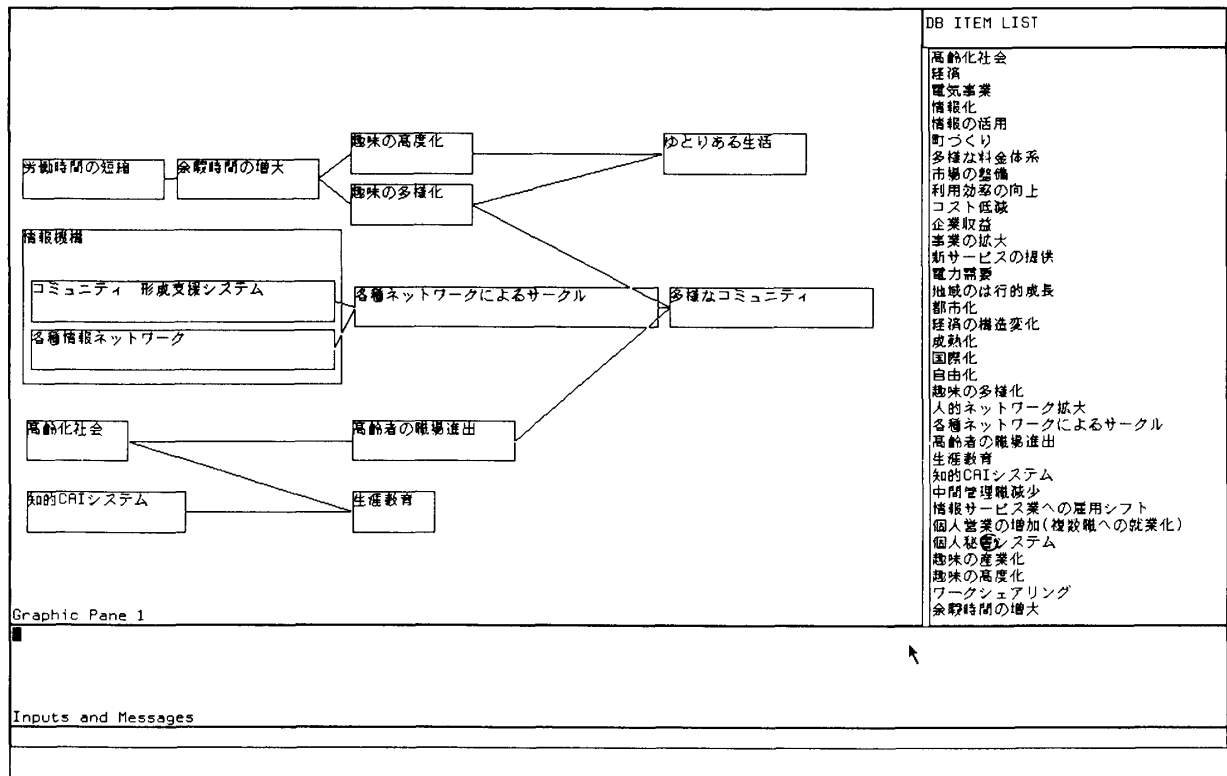 趣味の高度化
ゆとりある生活
労働時間の短縮
余暇時間の増大
趣味の多様化
情報機構
コミュニティ 形成支援システム
各種ネットワークによるサークル
多様なコミュニティ
各種情報ネットワーク
高齢化社会
高齢者の職場進出
知的CAIシステム
生涯教育
Graphic Pane 1
DB ITEM LIST
高齢化社会
経済
電気事業
情報化
情報の活用
町づくり
多様な料金体系
市場の整備
利用効率の向上
コスト低減
企業収益
事業の拡大
新サービスの提供
電力需要
地域のは行的成長
都市化
経済の構造変化
成熟化
国際化
自由化
趣味の多様化
人的ネットワーク拡大
各種ネットワークによるサークル
高齢者の職場進出
生涯教育
知的CAIシステム
中間管理職減少
情報サービス業への雇用シフト
個人営業の増加(複数職への就業化)
個人秘書システム
趣味の産業化
趣味の高度化
ワークシェアリング
余暇時間の増大
Inputs and Messages